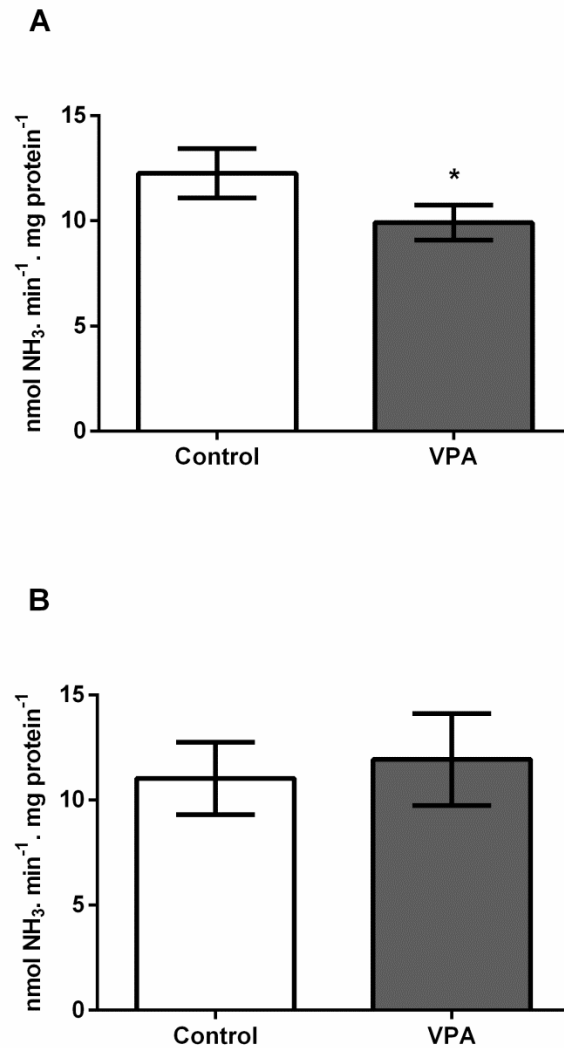 A
nmol NH₃. min⁻¹ . mg protein⁻¹
15
10
5
0
*
Control VPA
B
nmol NH₃. min⁻¹ . mg protein⁻¹
15
10
5
0
Control VPA